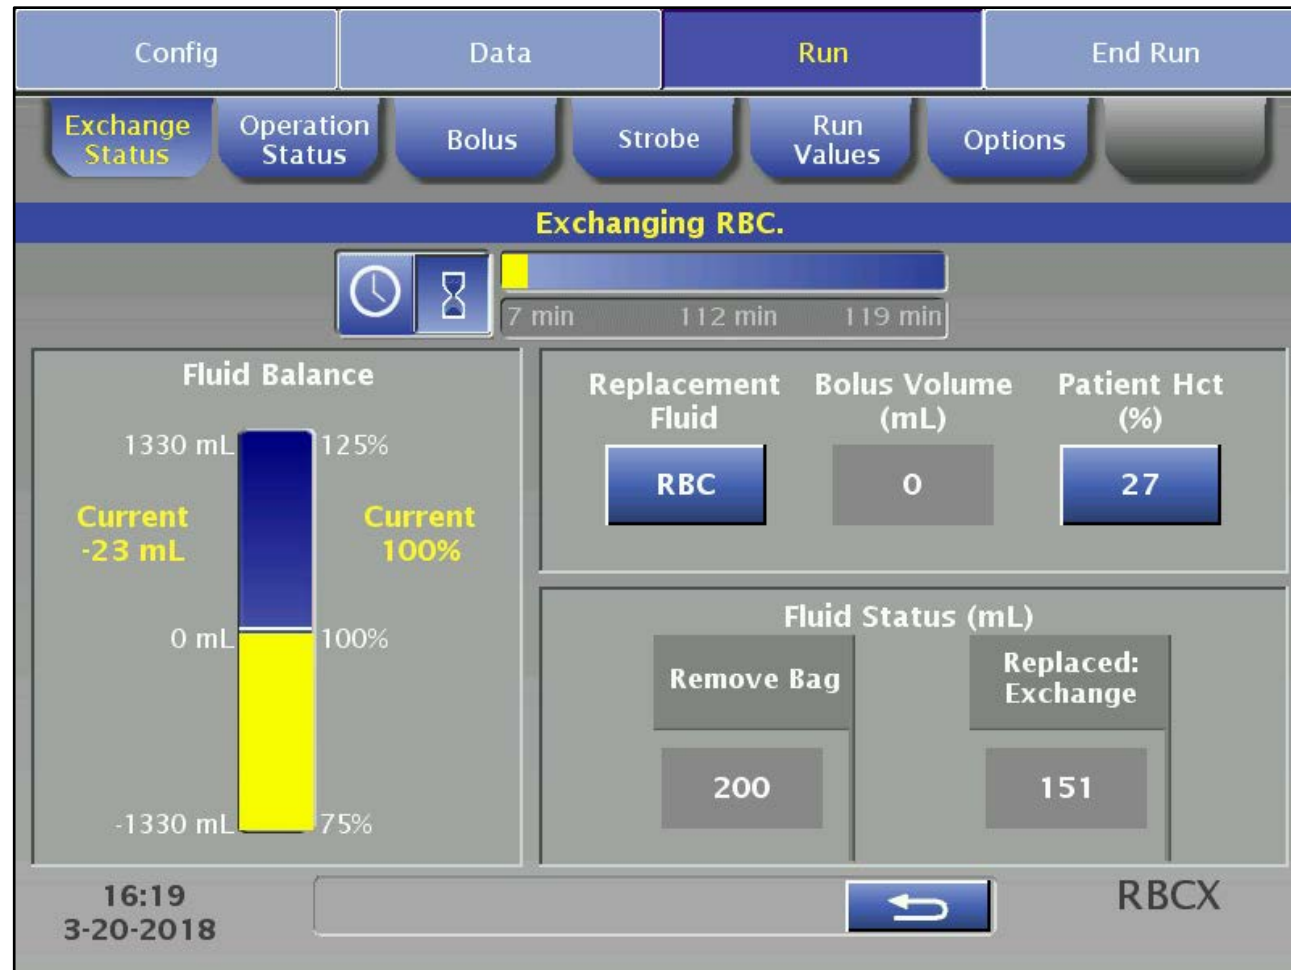 Config
Data
Run
End Run
Exchange
Status
Operation
Status
Bolus
Strobe
Run
Values
Options
Exchanging RBC.
7 min
112 min
119 min
Fluid Balance
1330 mL
125%
Current
-23 mL
Current
100%
0 mL
100%
-1330 mL
75%
Replacement
Fluid
Bolus Volume
(mL)
Patient Hct
(%)
RBC
0
27
Fluid Status (mL)
Remove Bag
Replaced:
Exchange
200
151
16:19
3-20-2018
RBCX